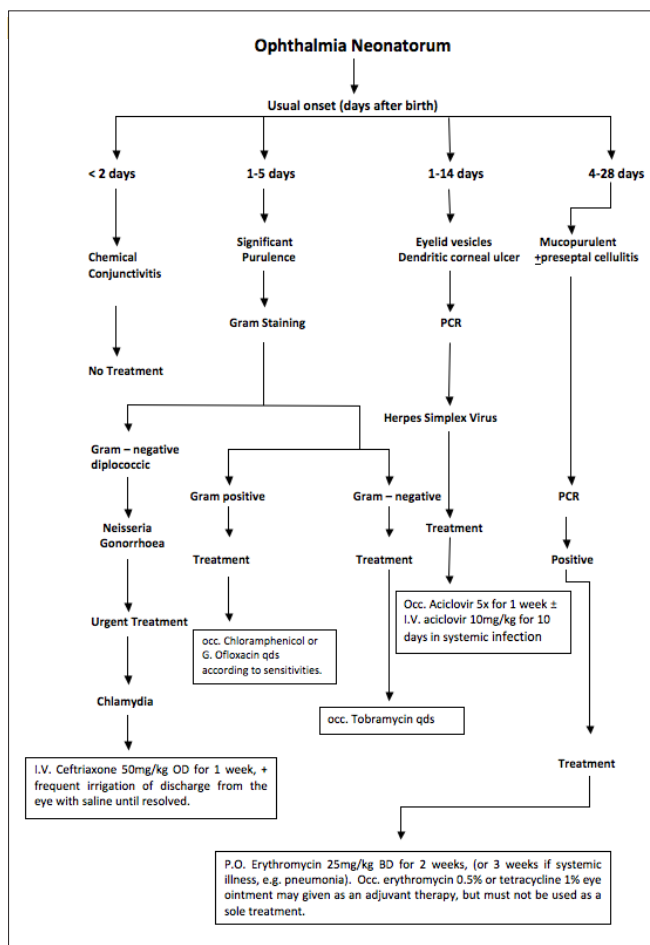 Ophthalmia Neonatorum
Usual onset (days after birth)
< 2 days
1-5 days
1-14 days
4-28 days
Chemical
Conjunctivitis
Significant
Purulence
Eyelid vesicles
Dendritic corneal ulcer
Mucopurulent
±preseptal cellulitis
No Treatment
Gram Staining
PCR
Herpes Simplex Virus
Gram – negative
diplococcic
Gram positive
Gram – negative
PCR
Neisseria
Gonorrhoea
Treatment
Treatment
Treatment
Positive
Urgent Treatment
occ. Chloramphenicol or
G. Ofloxacin qds
according to sensitivities.
Occ. Aciclovir 5x for 1 week ±
I.V. aciclovir 10mg/kg for 10
days in systemic infection
Chlamydia
occ. Tobramycin qds
I.V. Ceftriaxone 50mg/kg OD for 1 week, +
frequent irrigation of discharge from the
eye with saline until resolved.
Treatment
P.O. Erythromycin 25mg/kg BD for 2 weeks, (or 3 weeks if systemic
illness, e.g. pneumonia). Occ. erythromycin 0.5% or tetracycline 1% eye
ointment may given as an adjuvant therapy, but must not be used as a
sole treatment.